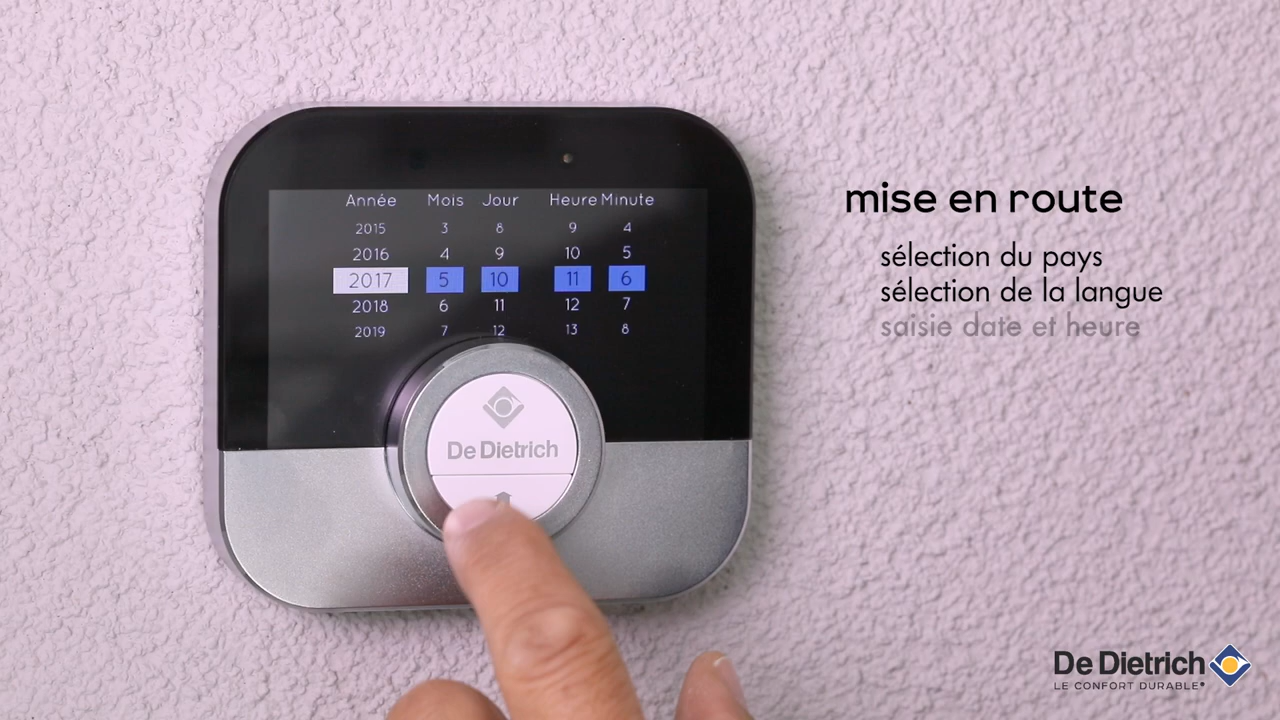 Année Mois Jour Heure Minute
2015 3 8 9 4
2016 4 9 10 5
2017 5 10 11 6
2018 6 11 12 7
2019 7 12 13 8
De Dietrich
mise en route
sélection du pays
sélection de la langue
saisie date et heure
De Dietrich
LE CONFORT DURABLE®